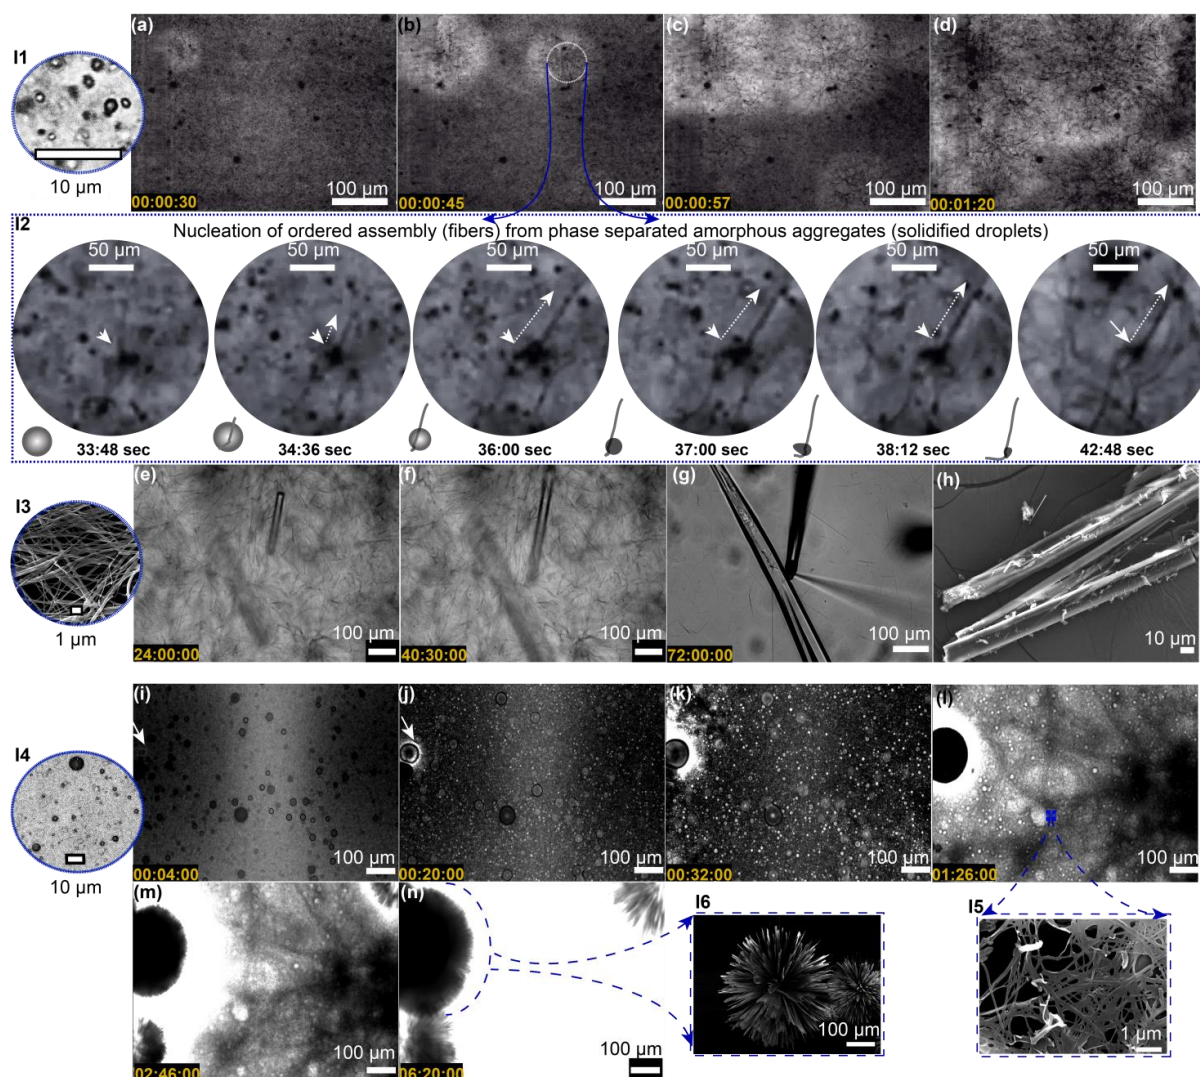 I1
10 µm
(a)
00:00:30
100 µm
(b)
00:00:45
100 µm
(c)
00:00:57
100 µm
(d)
00:01:20
100 µm
I2
Nucleation of ordered assembly (fibers) from phase separated amorphous aggregates (solidified droplets)
50 µm
50 µm
50 µm
50 µm
50 µm
50 µm
33:48 sec
34:36 sec
36:00 sec
37:00 sec
38:12 sec
42:48 sec
I3
1 µm
(e)
24:00:00
100 µm
(f)
40:30:00
100 µm
(g)
72:00:00
100 µm
(h)
10 µm
I4
10 µm
(i)
00:04:00
100 µm
(j)
00:20:00
100 µm
(k)
00:32:00
100 µm
(l)
01:26:00
100 µm
(m)
02:46:00
100 µm
(n)
06:20:00
100 µm
I6
100 µm
I5
1 µm